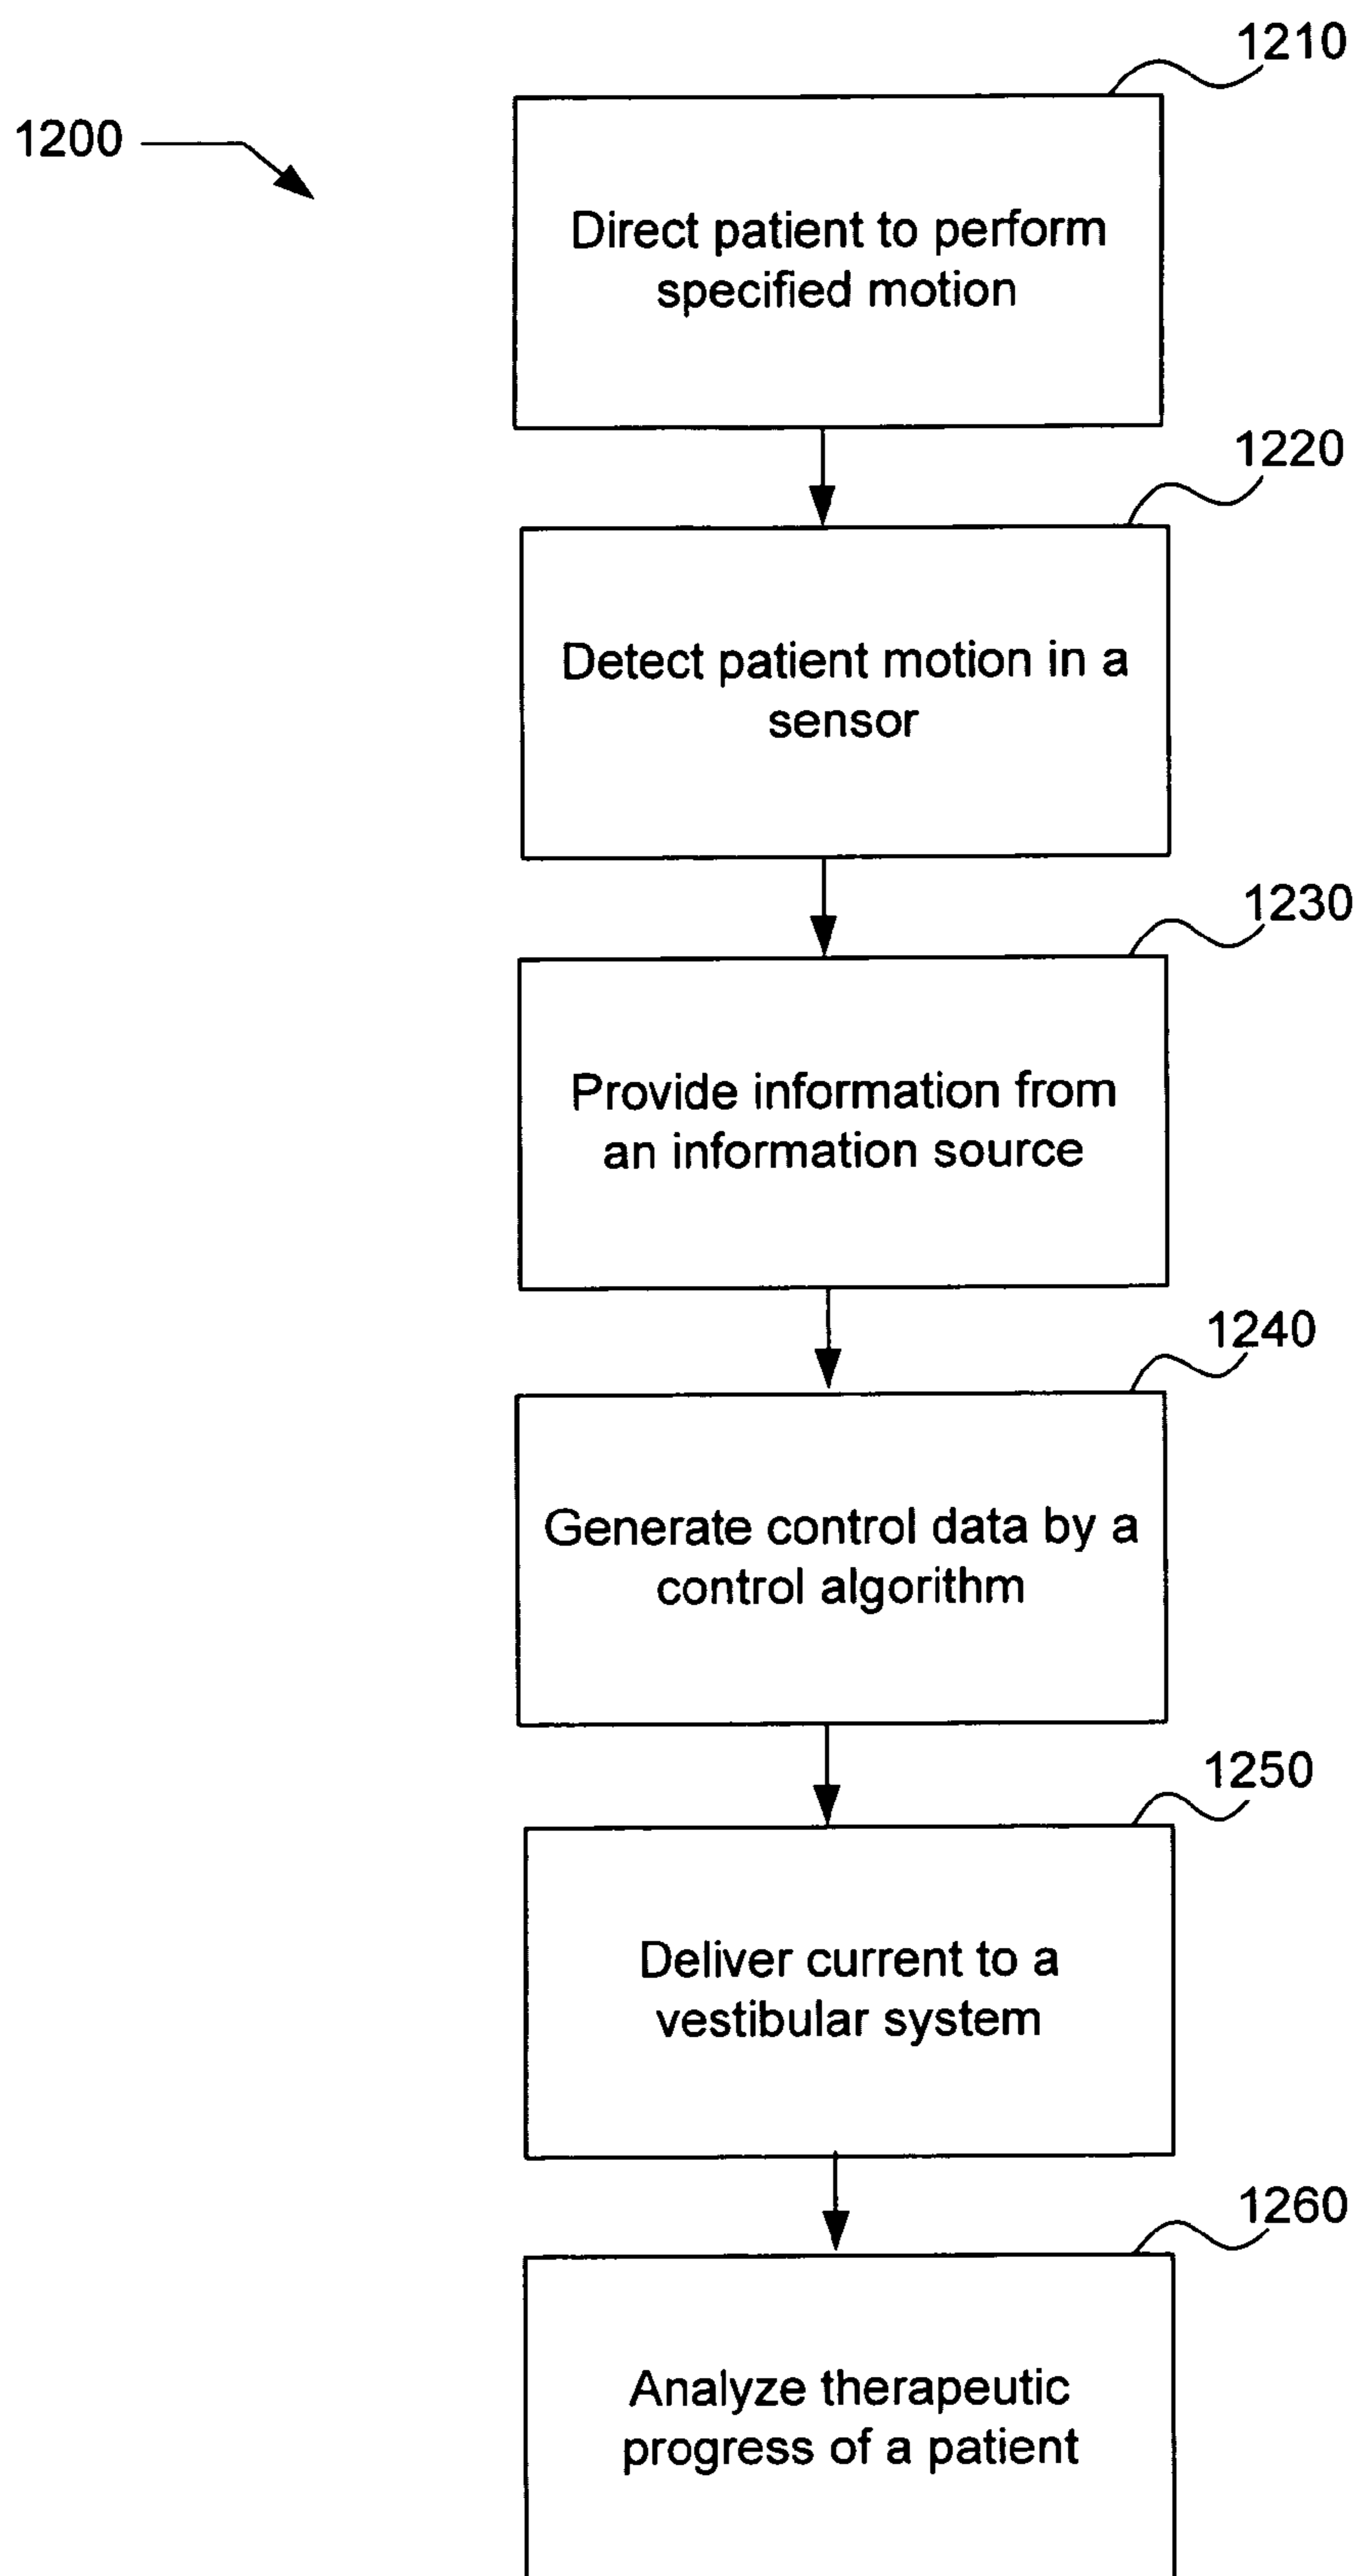 1210
1200
Direct patient to perform
specified motion
1220
Detect patient motion in a
sensor
1230
Provide information from
an information source
1240
Generate control data by a
control algorithm
1250
Deliver current to a
vestibular system
1260
Analyze therapeutic
progress of a patient